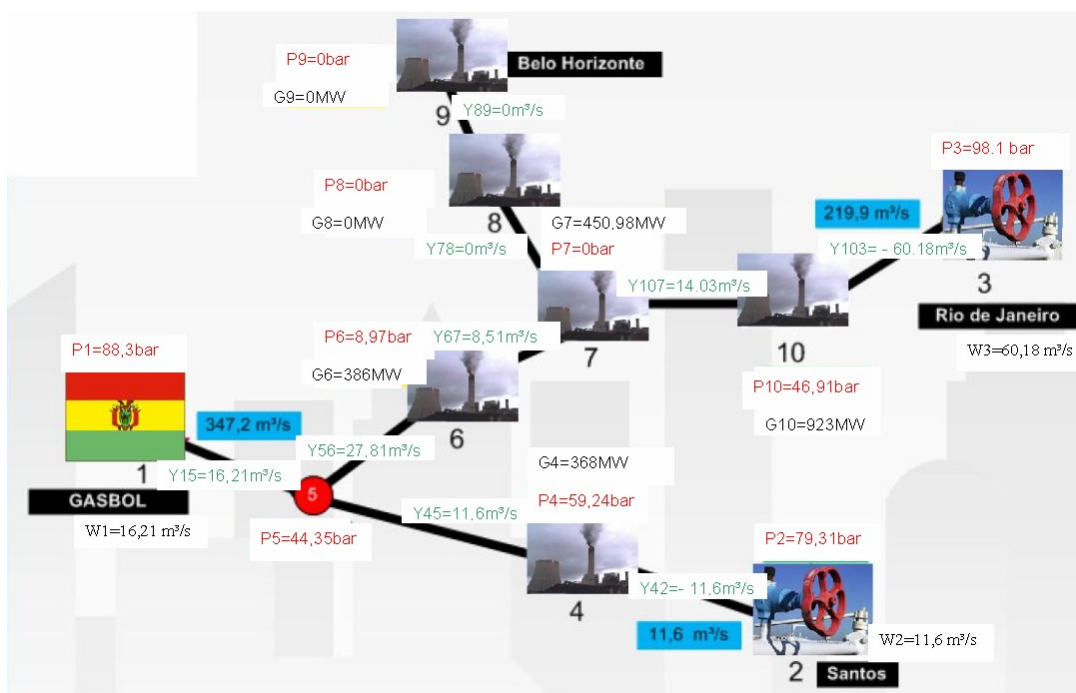 P9=0bar
Belo Horizonte
G9=0MW
Y89=0m³/s
9
P3=98.1 bar
P8=0bar
G8=0MW
8
G7=450,98MW
219,9 m³/s
Y78=0m³/s
P7=0bar
Y103= - 60.18m³/s
Y107=14.03m³/s
3
Rio de Janeiro
P6=8,97bar
Y67=8,51m³/s
P1=88,3bar
7
10
W3=60,18 m³/s
G6=386MW
P10=46,91bar
347,2 m³/s
6
G10=923MW
Y56=27,81m³/s
1
Y15=16,21m³/s
G4=368MW
5
GASBOL
P4=59,24bar
Y45=11,6m³/s
W1=16,21 m³/s
P5=44,35bar
P2=79,31bar
Y42=- 11,6m³/s
4
11,6 m³/s
W2=11,6 m³/s
2
Santos